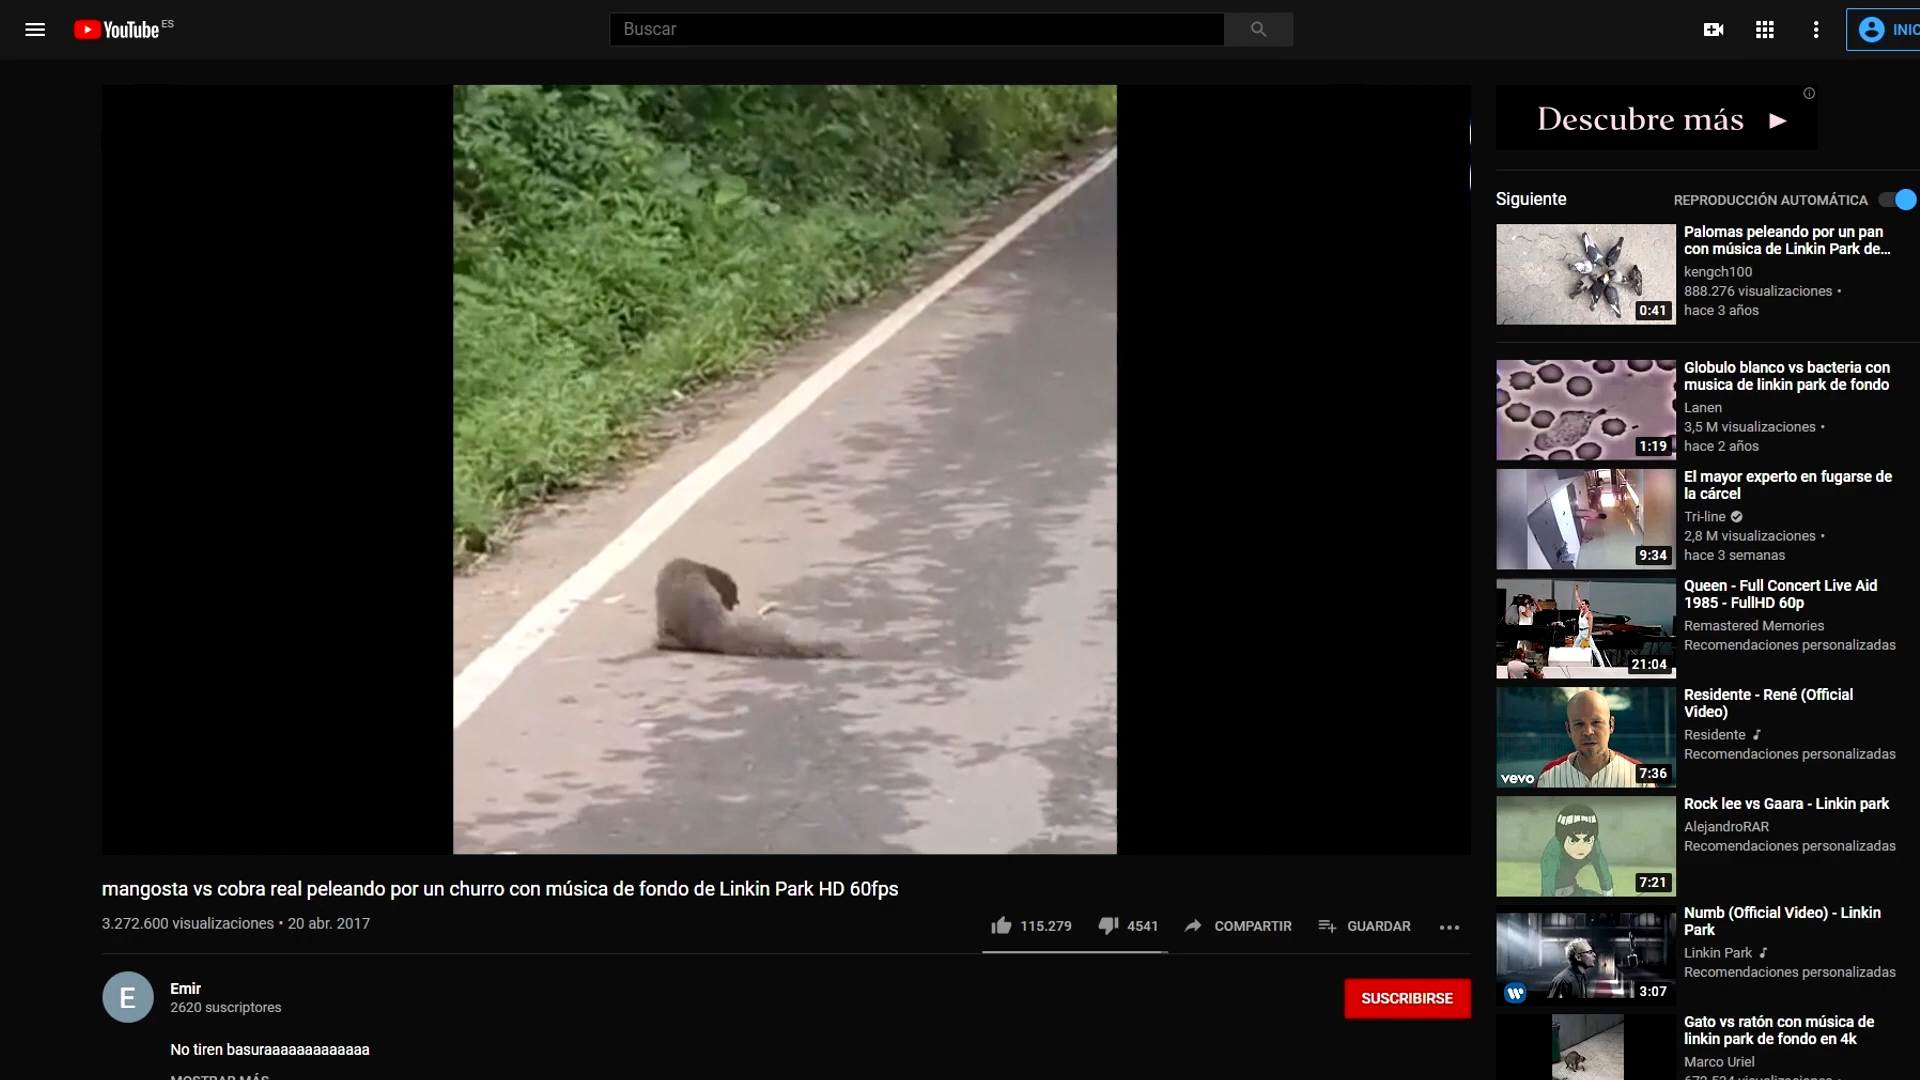 YouTube ES
Buscar
INIC
Descubre más
Siguiente
REPRODUCCIÓN AUTOMÁTICA
Palomas peleando por un pan
con música de Linkin Park de...
kengch100
888.276 visualizaciones •
hace 3 años
0:41
Globulo blanco vs bacteria con
musica de linkin park de fondo
Lanen
3,5 M visualizaciones •
hace 2 años
1:19
El mayor experto en fugarse de
la cárcel
Tri-line
2,8 M visualizaciones •
hace 3 semanas
9:34
Queen - Full Concert Live Aid
1985 - FullHD 60p
Remastered Memories
Recomendaciones personalizadas
21:04
Residente - René (Official
Video)
Residente
Recomendaciones personalizadas
vevo
7:36
Rock lee vs Gaara - Linkin park
AlejandroRAR
Recomendaciones personalizadas
7:21
Numb (Official Video) - Linkin
Park
Linkin Park
Recomendaciones personalizadas
3:07
Gato vs ratón con música de
linkin park de fondo en 4k
Marco Uriel
mangosta vs cobra real peleando por un churro con música de fondo de Linkin Park HD 60fps
3.272.600 visualizaciones • 20 abr. 2017
115.279
4541
COMPARTIR
GUARDAR
E
Emir
2620 suscriptores
SUSCRIBIRSE
No tiren basuraaaaaaaaaaaaa
MOSTRAR MÁS